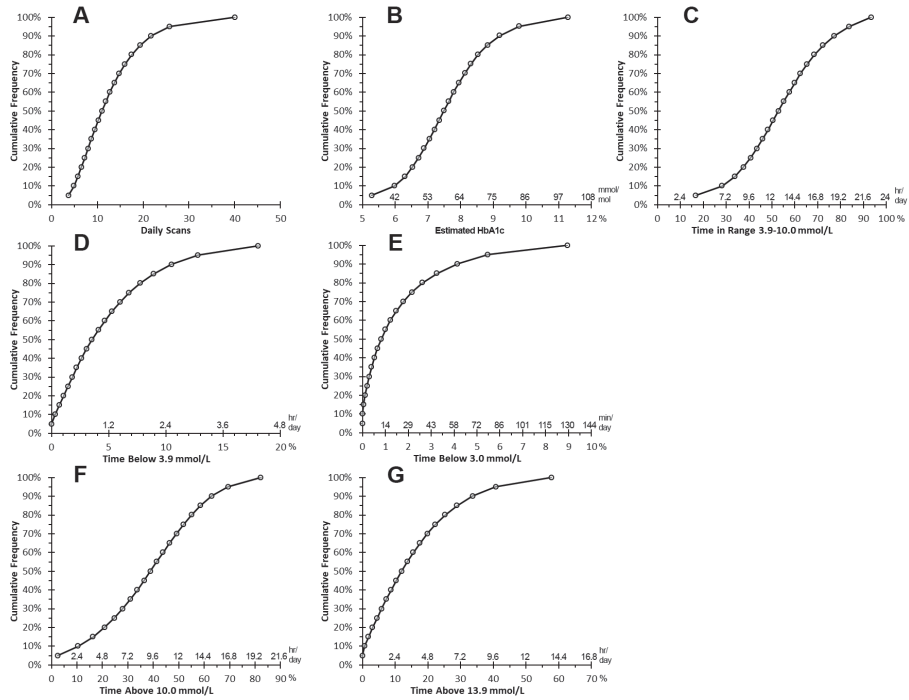 A
Cumulative Frequency
100%
90%
80%
70%
60%
50%
40%
30%
20%
10%
0%
0 10 20 30 40 50
Daily Scans
B
Cumulative Frequency
100%
90%
80%
70%
60%
50%
40%
30%
20%
10%
0%
42 53 64 75 86 97 108 mmol/
mol
5 6 7 8 9 10 11 12 %
Estimated HbA1c
C
Cumulative Frequency
100%
90%
80%
70%
60%
50%
40%
30%
20%
10%
0%
2.4 7.2 9.6 12 14.4 16.8 19.2 21.6 24 hr/
day
0 10 20 30 40 50 60 70 80 90 100 %
Time in Range 3.9-10.0 mmol/L
D
Cumulative Frequency
100%
90%
80%
70%
60%
50%
40%
30%
20%
10%
0%
1.2 2.4 3.6 4.8 hr/
day
0 5 10 15 20 %
Time Below 3.9 mmol/L
E
Cumulative Frequency
100%
90%
80%
70%
60%
50%
40%
30%
20%
10%
0%
14 29 43 58 72 86 101 115 130 144 min/
day
0 1 2 3 4 5 6 7 8 9 10 %
Time Below 3.0 mmol/L
F
Cumulative Frequency
100%
90%
80%
70%
60%
50%
40%
30%
20%
10%
0%
2.4 4.8 7.2 9.6 12 14.4 16.8 19.2 21.6 hr/
day
0 10 20 30 40 50 60 70 80 90 %
Time Above 10.0 mmol/L
G
Cumulative Frequency
100%
90%
80%
70%
60%
50%
40%
30%
20%
10%
0%
2.4 4.8 7.2 9.6 12 14.4 16.8 hr/
day
0 10 20 30 40 50 60 70 %
Time Above 13.9 mmol/L